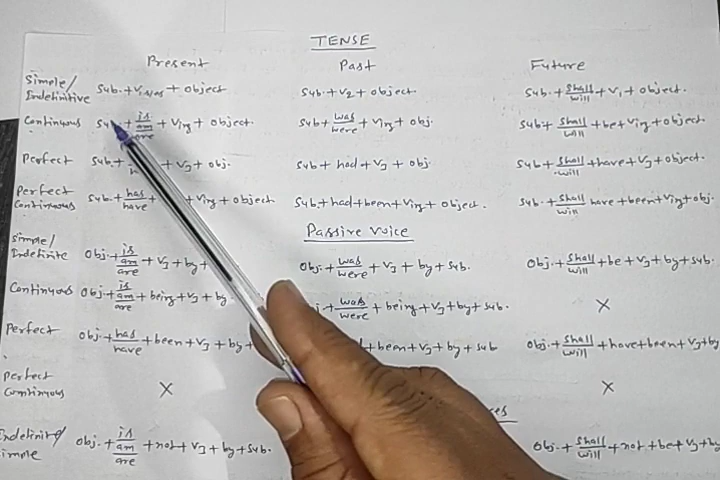 TENSE
Present Past Future
Simple/ Indefinitive Sub.+V1/s/es + object Sub.+V2 + object. Sub.+ shall/will + V1 + object.
Continuous + is/am/are + Ving + object. Sub + was/were + Ving + obj. Sub + shall/will + be + Ving + object.
Perfect Sub + + V3 + obj. Sub + had + V3 + obj. Sub + shall/will + have + V3 + object.
Perfect Continuous Sub.+ has/have + + Ving + object Sub.+ had + been + Ving + object. Sub.+ shall/will have + been + Ving + obj.
Passive Voice
Simple/ Indefinite Obj.+ is/am/are + V3 + by + Obj.+ was/were + V3 + by + sub. Obj.+ shall/will + be + V3 + by + sub.
Continuous Obj.+ is/am/are + being + V3 + by + was/were + being + V3 + by + sub. X
Perfect Obj.+ has/have + been + V3 + by + + been + V3 + by + sub Obj.+ shall/will + have + been + V3 + by
Perfect Continuous X X
Simple Obj.+ is/am/are + not + V3 + by + sub. Obj.+ shall/will + not + be + V3 + by